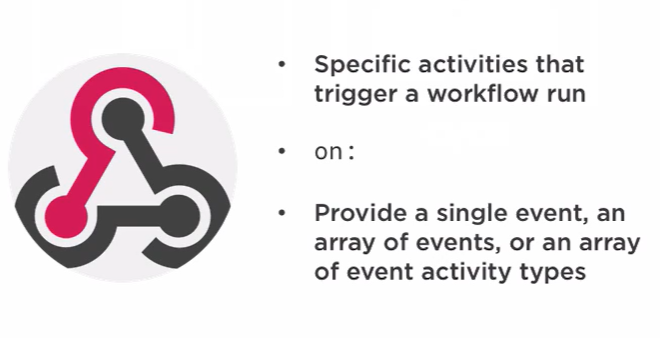 • Specific activities that
trigger a workflow run
• on:
• Provide a single event, an
array of events, or an array
of event activity types